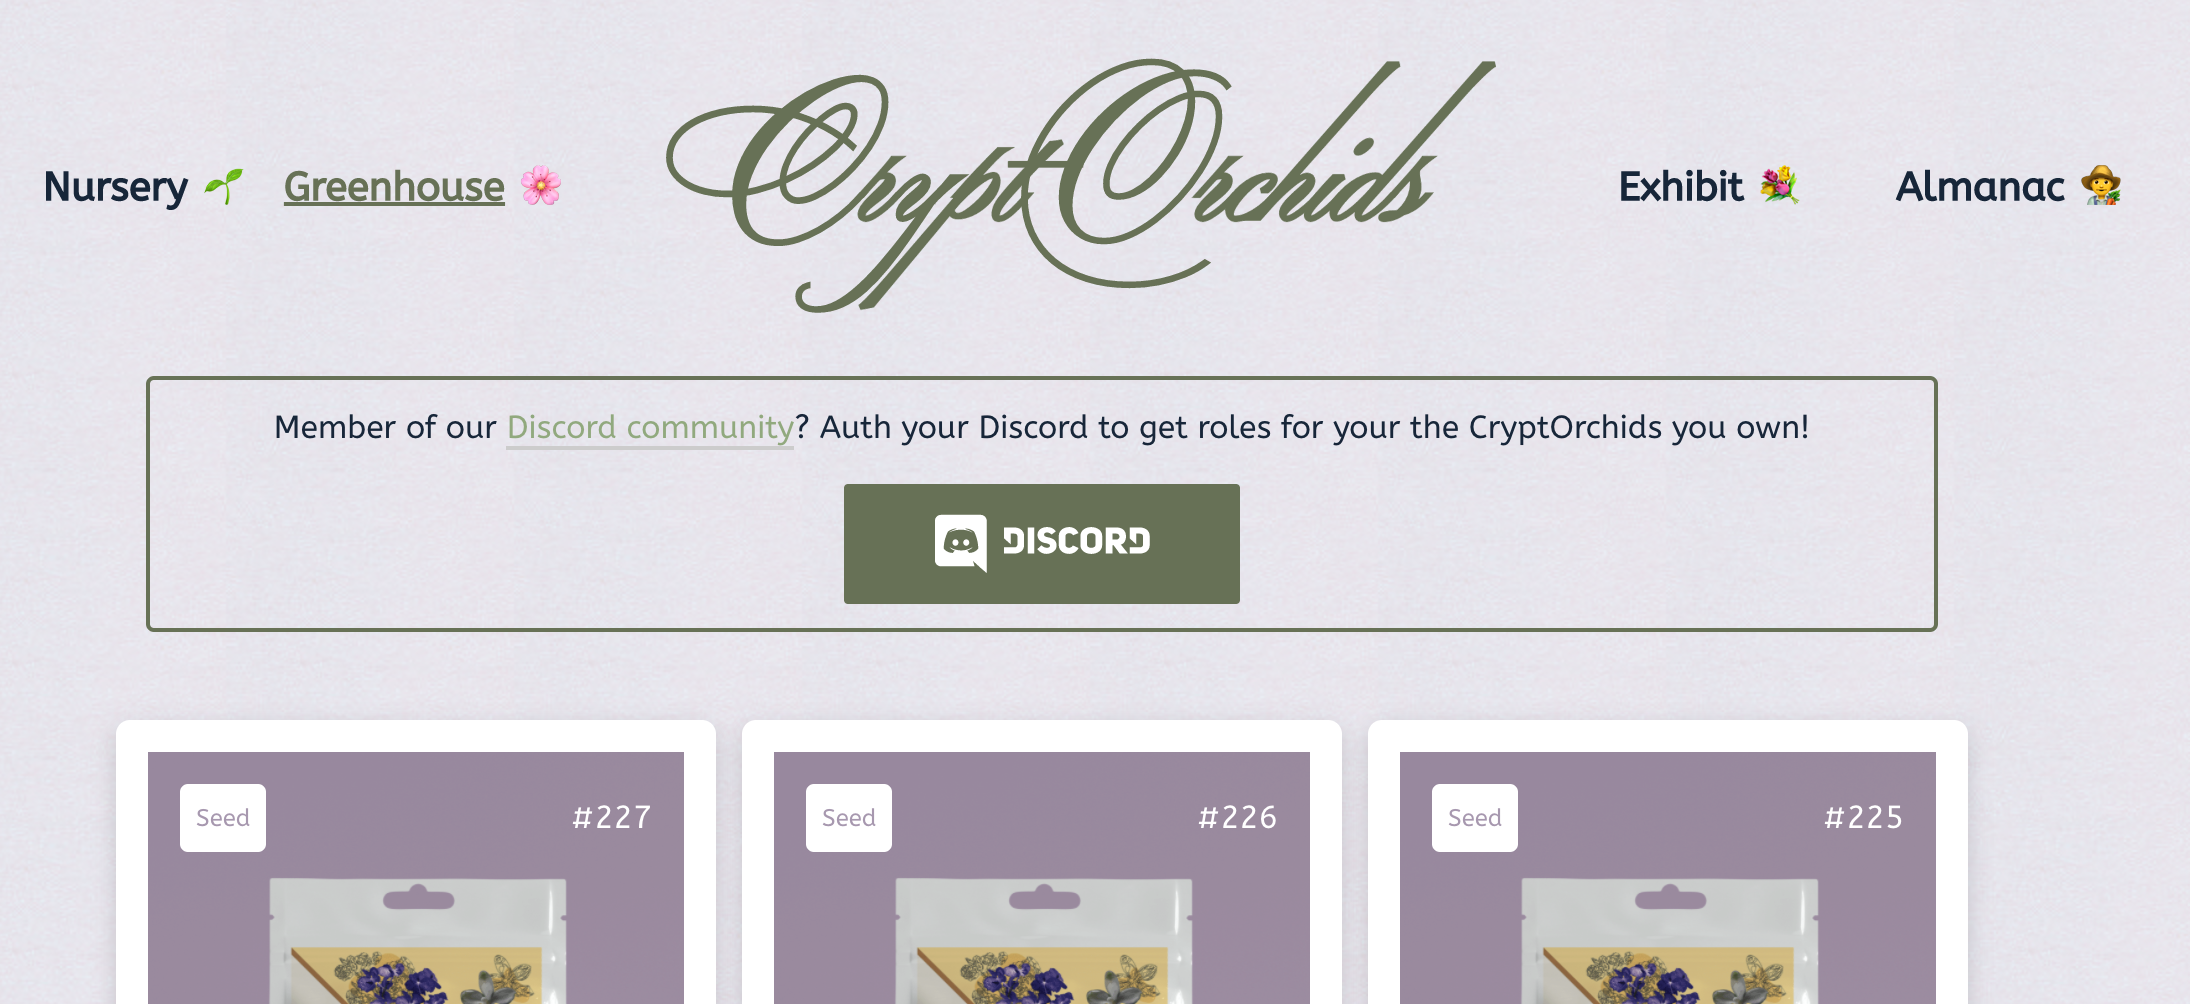 Nursery 🌱 Greenhouse 🌸 CryptOrchids Exhibit 💐 Almanac 🧑‍🌾
Member of our Discord community? Auth your Discord to get roles for your the CryptOrchids you own!
DISCORD
Seed #227 Seed #226 Seed #225